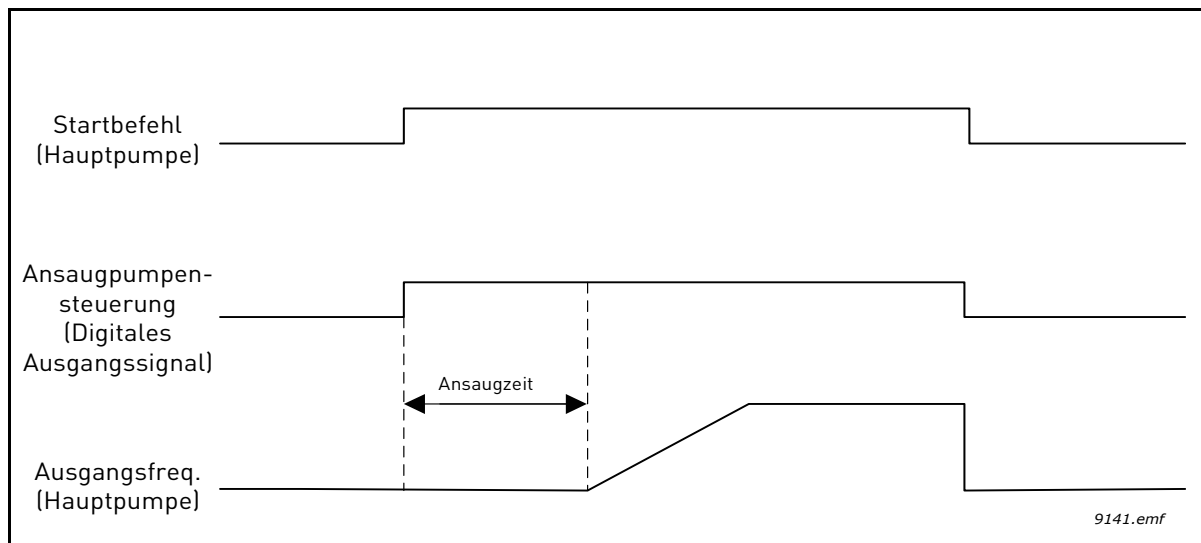 Startbefehl
(Hauptpumpe)
Ansaugpumpen-
steuerung
(Digitales
Ausgangssignal)
Ansaugzeit
Ausgangsfreq.
(Hauptpumpe)
9141.emf